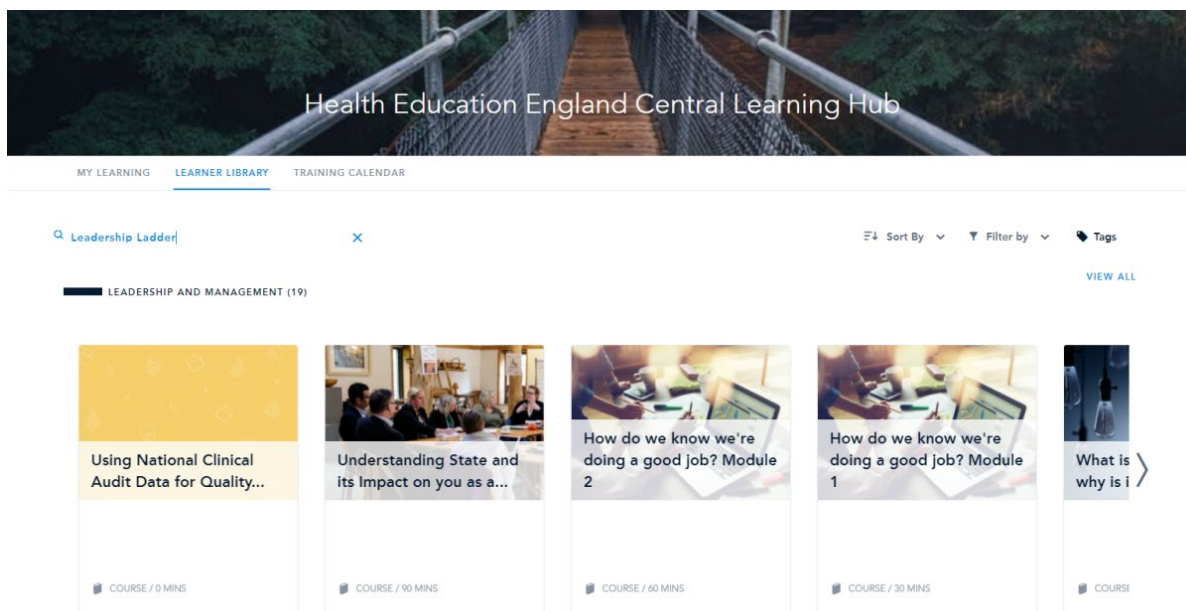 Health Education England Central Learning Hub
MY LEARNING LEARNER LIBRARY TRAINING CALENDAR
Leadership Ladder
Sort By Filter by Tags
VIEW ALL
LEADERSHIP AND MANAGEMENT (19)
Using National Clinical
Audit Data for Quality...
Understanding State and
its Impact on you as a...
How do we know we're
doing a good job? Module
2
How do we know we're
doing a good job? Module
1
What is
why is i
COURSE / 0 MINS
COURSE / 90 MINS
COURSE / 60 MINS
COURSE / 30 MINS
COURSE